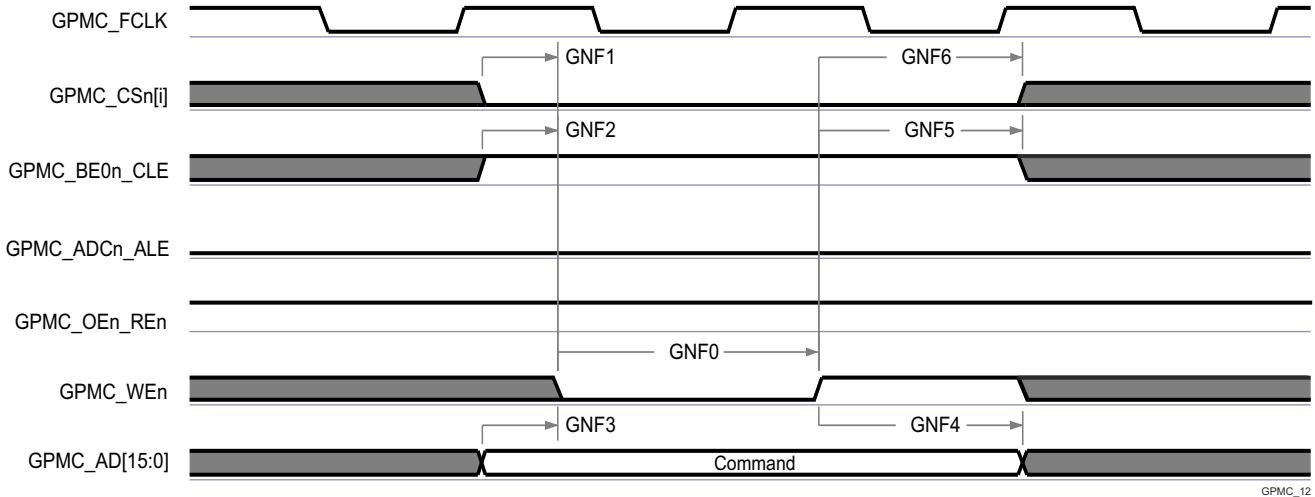 GPMC_FCLK
GNF1
GNF6
GPMC_CSn[i]
GNF2
GNF5
GPMC_BE0n_CLE
GPMC_ADCn_ALE
GPMC_OEn_REn
GNF0
GPMC_WEn
GNF3
GNF4
GPMC_AD[15:0]
Command
GPMC_12